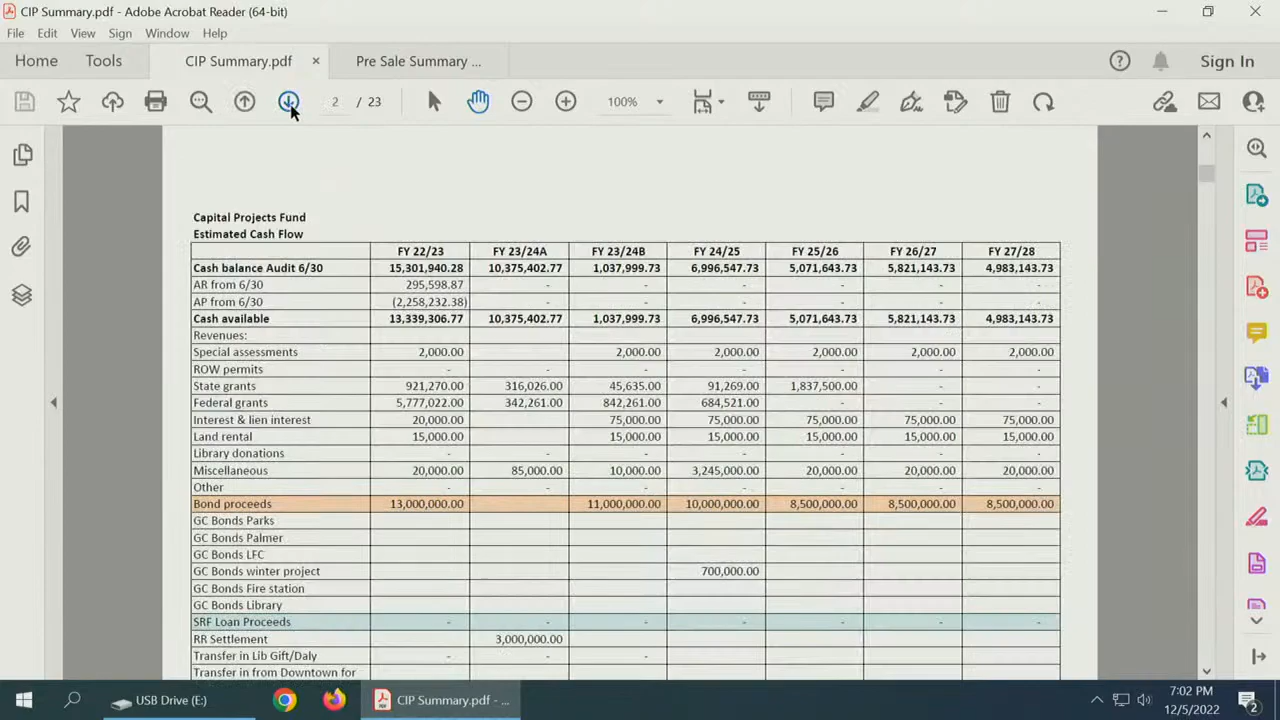 CIP Summary.pdf - Adobe Acrobat Reader (64-bit)
File Edit View Sign Window Help
Home Tools CIP Summary.pdf × Pre Sale Summary ... Sign In
2 / 23 100%
Capital Projects Fund
Estimated Cash Flow
FY 22/23 FY 23/24A FY 23/24B FY 24/25 FY 25/26 FY 26/27 FY 27/28
Cash balance Audit 6/30 15,301,940.28 10,375,402.77 1,037,999.73 6,996,547.73 5,071,643.73 5,821,143.73 4,983,143.73
AR from 6/30 295,598.87 - - - - - -
AP from 6/30 (2,258,232.38) - - - - - -
Cash available 13,339,306.77 10,375,402.77 1,037,999.73 6,996,547.73 5,071,643.73 5,821,143.73 4,983,143.73
Revenues:
Special assessments 2,000.00 2,000.00 2,000.00 2,000.00 2,000.00 2,000.00
ROW permits - - - - - - -
State grants 921,270.00 316,026.00 45,635.00 91,269.00 1,837,500.00 - -
Federal grants 5,777,022.00 342,261.00 842,261.00 684,521.00 - - -
Interest & lien interest 20,000.00 75,000.00 75,000.00 75,000.00 75,000.00 75,000.00
Land rental 15,000.00 15,000.00 15,000.00 15,000.00 15,000.00 15,000.00
Library donations - - - - - - -
Miscellaneous 20,000.00 85,000.00 10,000.00 3,245,000.00 20,000.00 20,000.00 20,000.00
Other - - - - - - -
Bond proceeds 13,000,000.00 11,000,000.00 10,000,000.00 8,500,000.00 8,500,000.00 8,500,000.00
GC Bonds Parks
GC Bonds Palmer
GC Bonds LFC
GC Bonds winter project 700,000.00
GC Bonds Fire station
GC Bonds Library
SRF Loan Proceeds - - - - - - -
RR Settlement 3,000,000.00
Transfer in Lib Gift/Daly - - -
Transfer in from Downtown for
USB Drive (E:) CIP Summary.pdf - ... 7:02 PM
12/5/2022 2